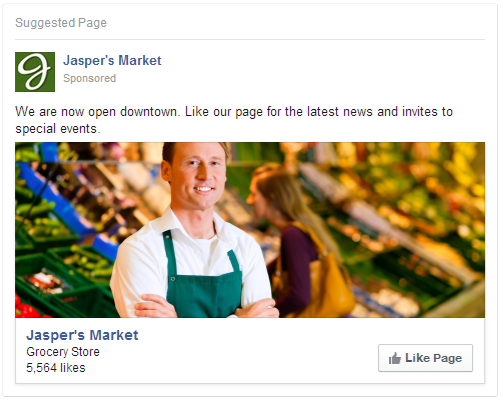 Suggested Page
Jasper's Market
Sponsored
We are now open downtown. Like our page for the latest news and invites to
special events.
Jasper's Market
Grocery Store
5,564 likes
Like Page